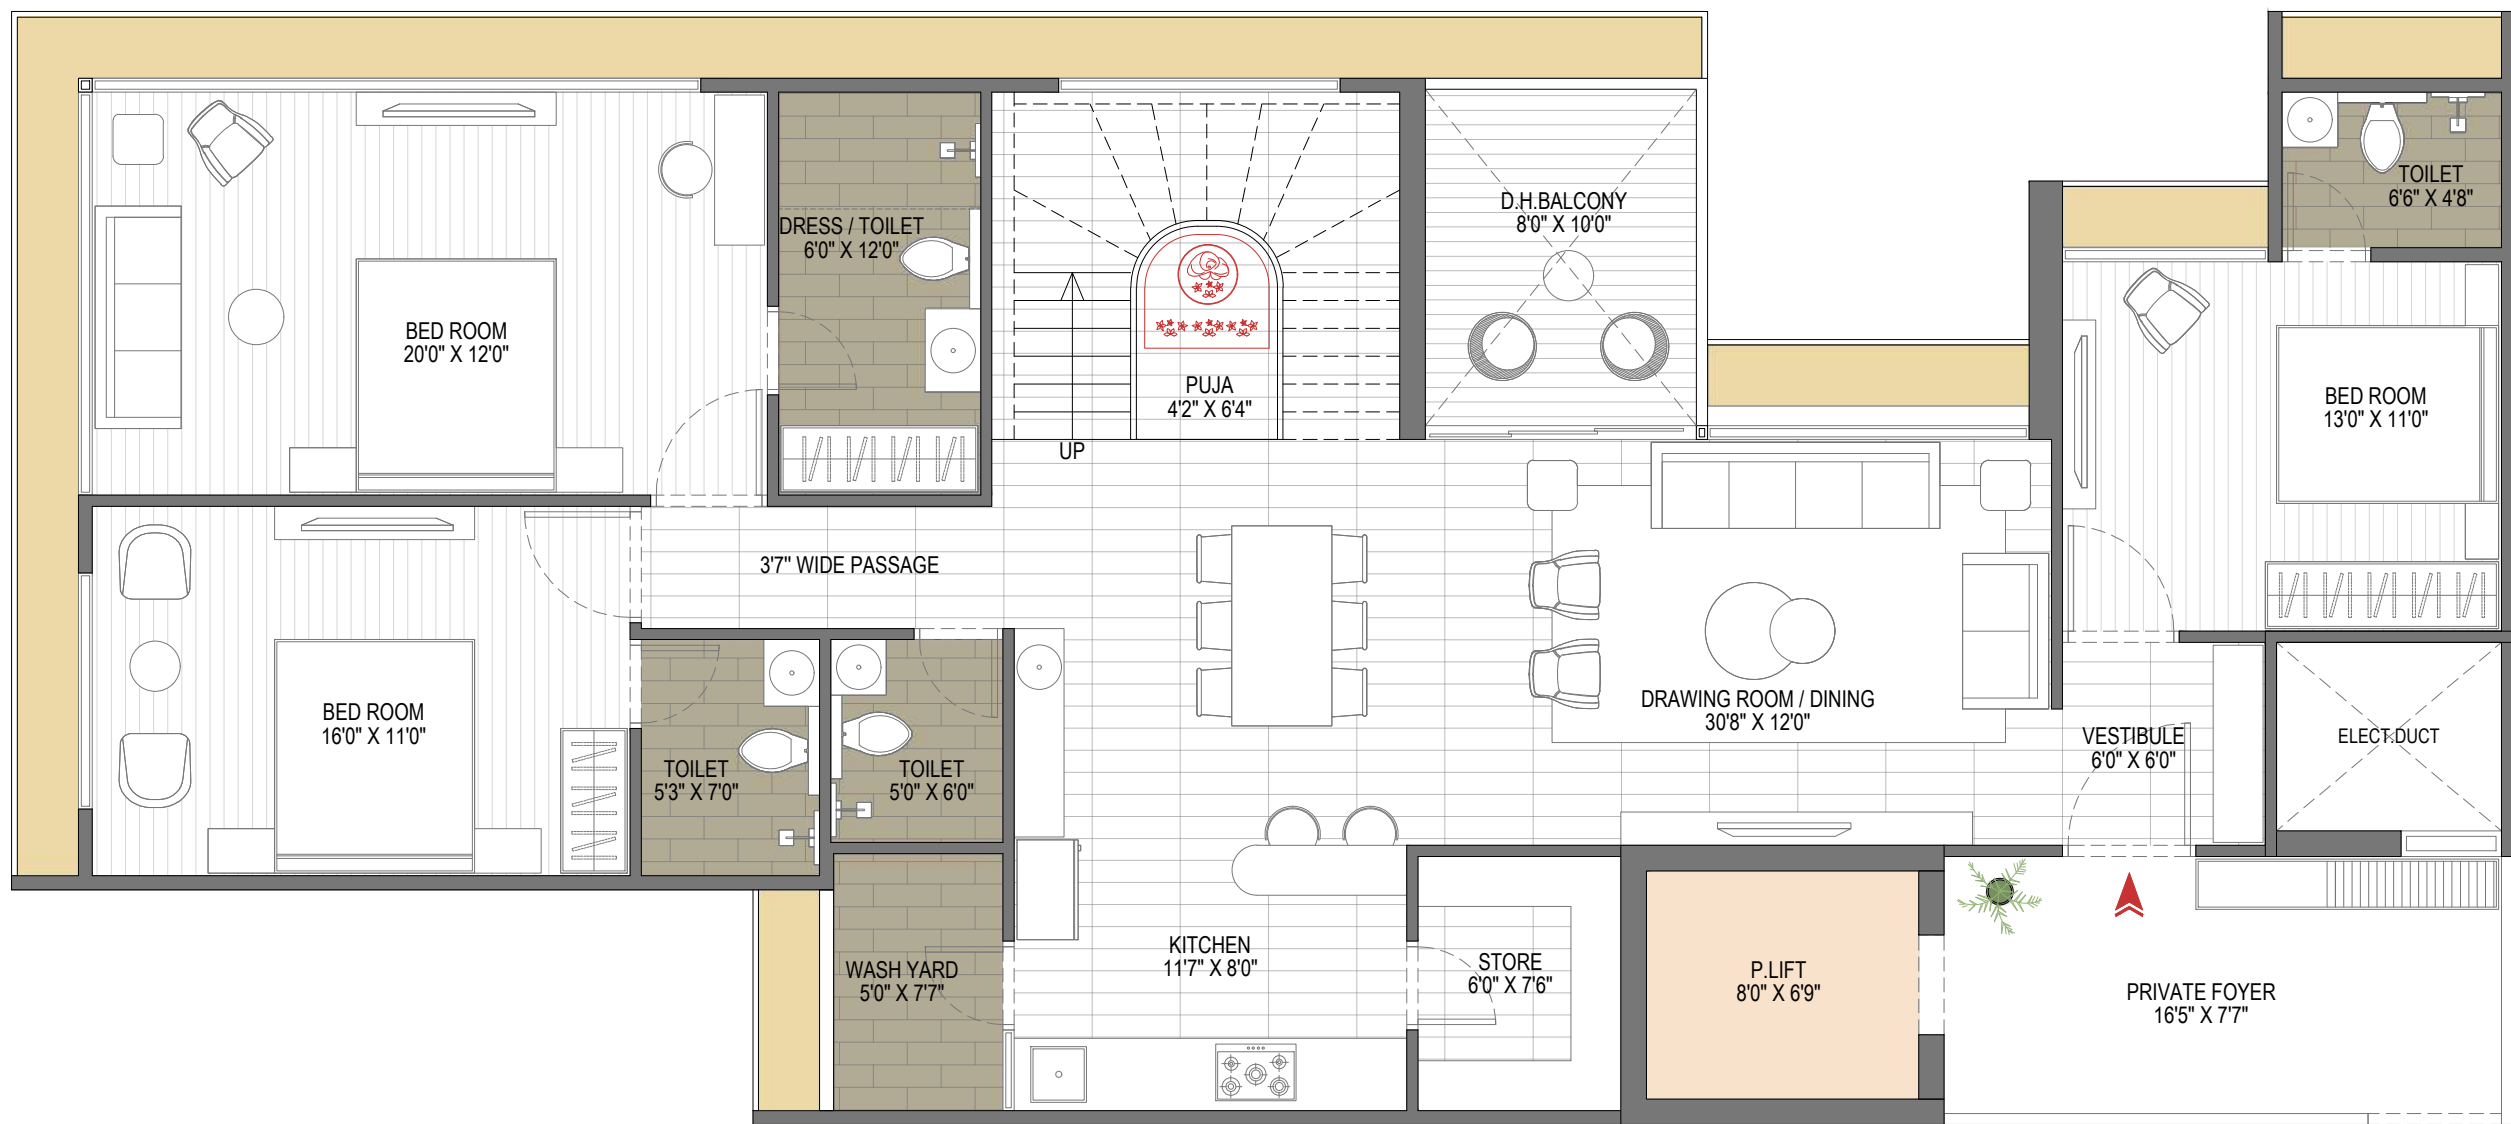 TOILET
6'6" X 4'8"
D.H.BALCONY
8'0" X 10'0"
DRESS / TOILET
6'0" X 12'0"
BED ROOM
20'0" X 12'0"
PUJA
4'2" X 6'4"
BED ROOM
13'0" X 11'0"
UP
3'7" WIDE PASSAGE
DRAWING ROOM / DINING
30'8" X 12'0"
BED ROOM
16'0" X 11'0"
VESTIBULE
6'0" X 6'0"
ELECT.DUCT
TOILET
5'3" X 7'0"
TOILET
5'0" X 6'0"
KITCHEN
11'7" X 8'0"
STORE
6'0" X 7'6"
WASH YARD
5'0" X 7'7"
P.LIFT
8'0" X 6'9"
PRIVATE FOYER
16'5" X 7'7"